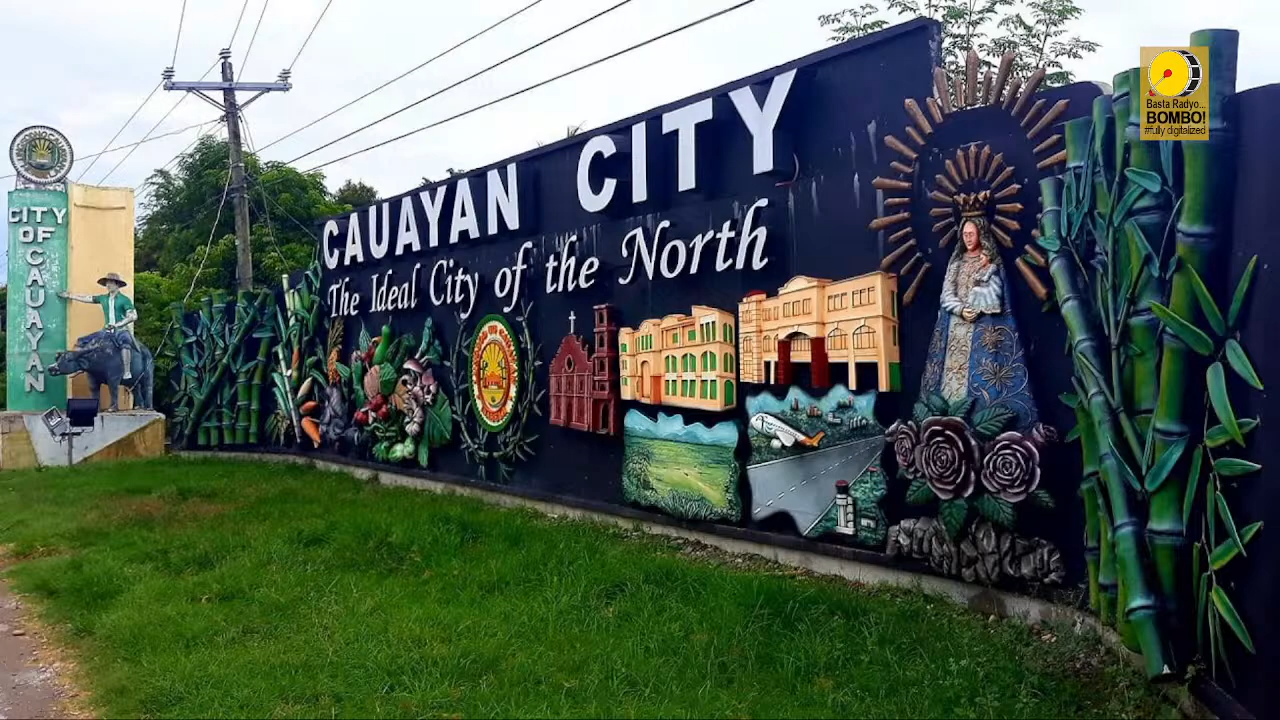 CAUAYAN CITY
The Ideal City of the North
CITY
OF
CAUAYAN
Basta Radyo...
BOMBO!
#fully digitalized